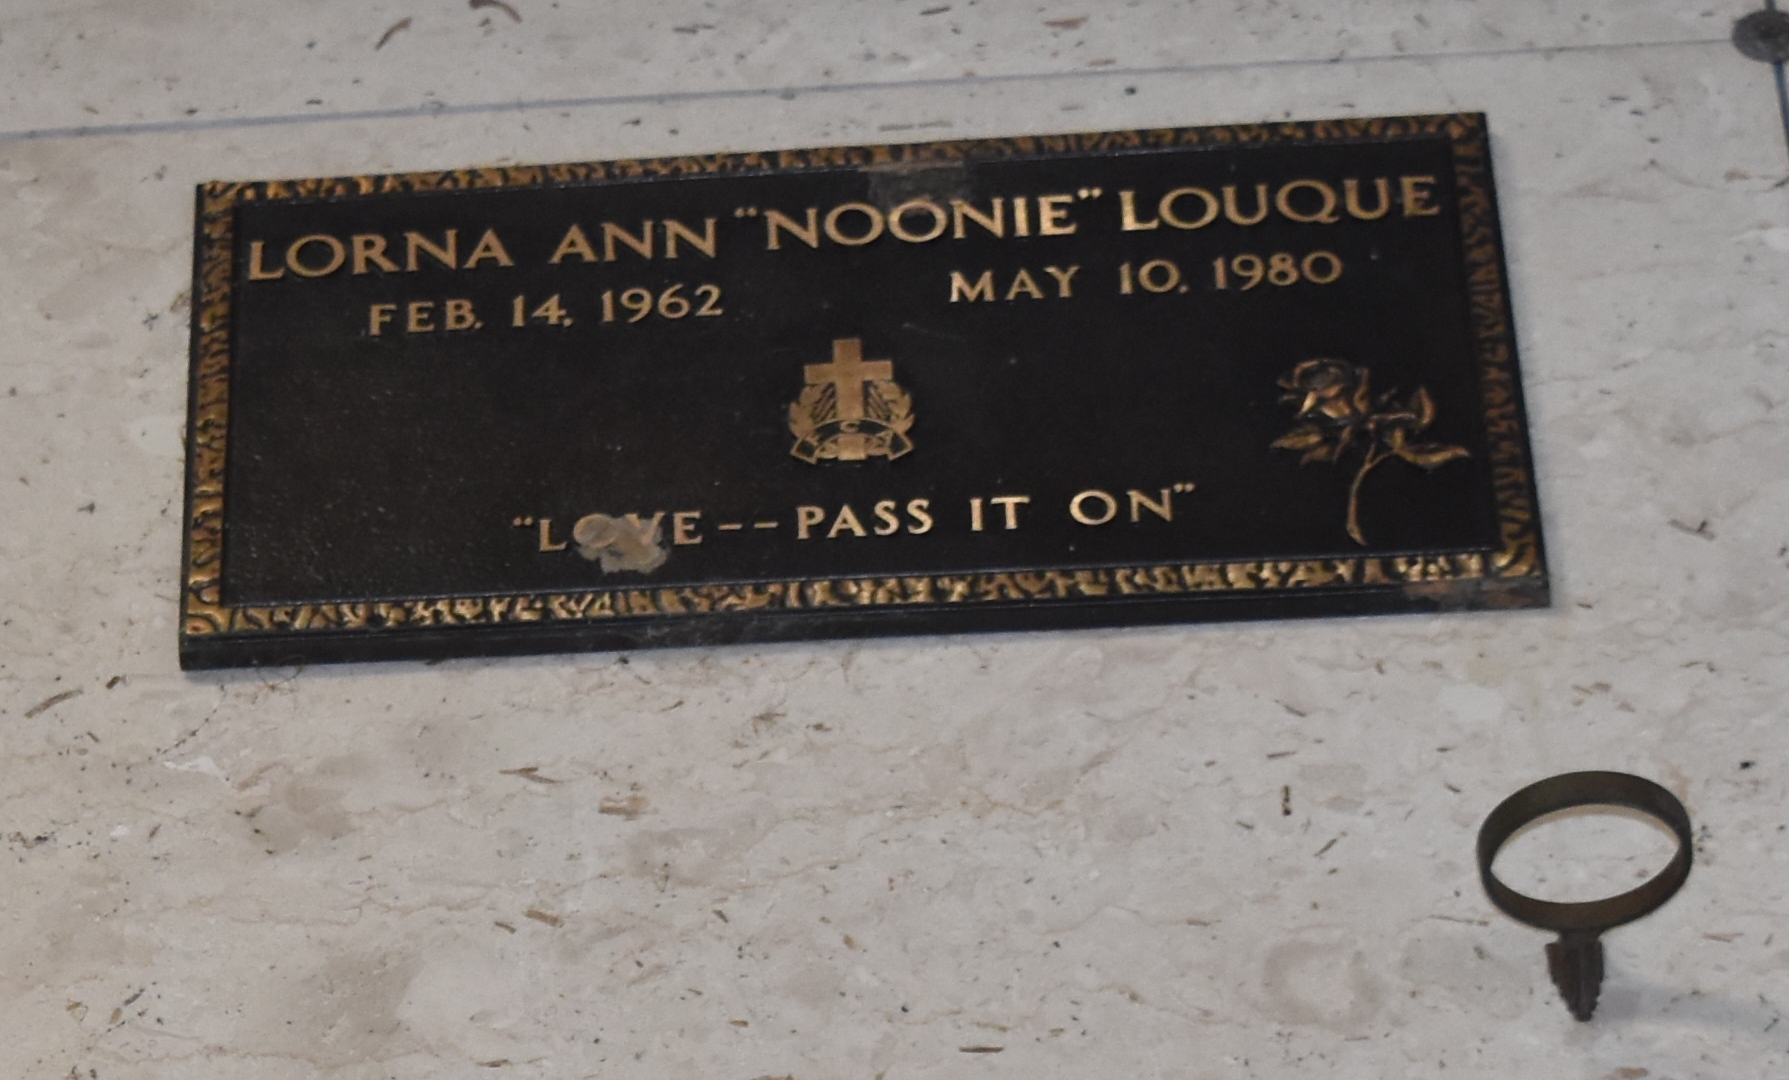 LORNA ANN "NOONIE" LOUQUE
FEB. 14, 1962 MAY 10, 1980
"LOVE -- PASS IT ON"